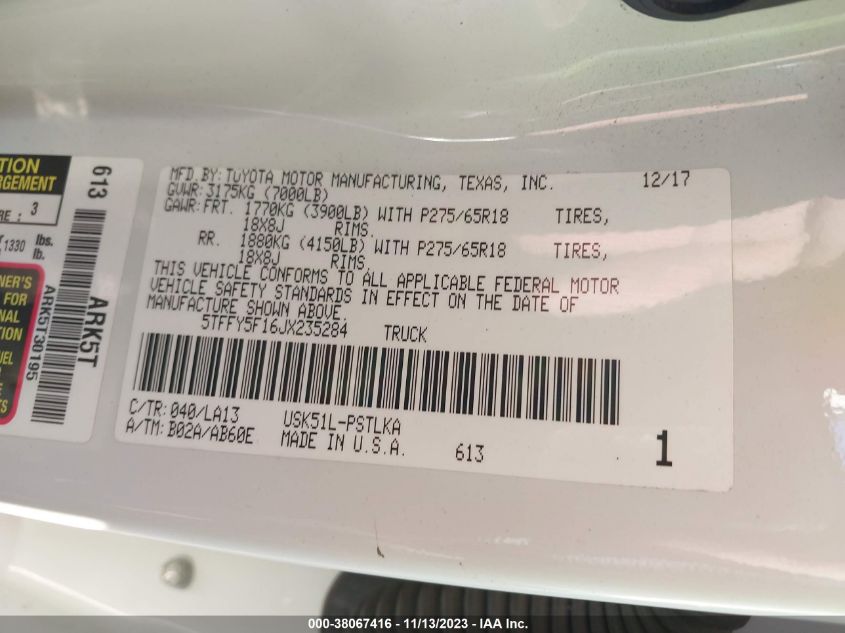 TION
RGEMENT
RE : 3
1330 lbs.
lb.
613
NER'S
FOR
NAL
TION
UEL
E
TS
ARK5T30195
ARK5T
MFD.BY:TOYOTA MOTOR MANUFACTURING, TEXAS, INC. 12/17
GVWR:3175KG (7000LB)
GAWR:FRT. 1770KG (3900LB) WITH P275/65R18 TIRES,
18X8J RIMS.
RR. 1880KG (4150LB) WITH P275/65R18 TIRES,
18X8J RIMS.
THIS VEHICLE CONFORMS TO ALL APPLICABLE FEDERAL MOTOR
VEHICLE SAFETY STANDARDS IN EFFECT ON THE DATE OF
MANUFACTURE SHOWN ABOVE.
5TFFY5F16JX235284 TRUCK
C/TR:040/LA13 USK51L-PSTLKA
A/TM:B02A/AB60E MADE IN U.S.A. 613 1
000-38067416 - 11/13/2023 - IAA Inc.